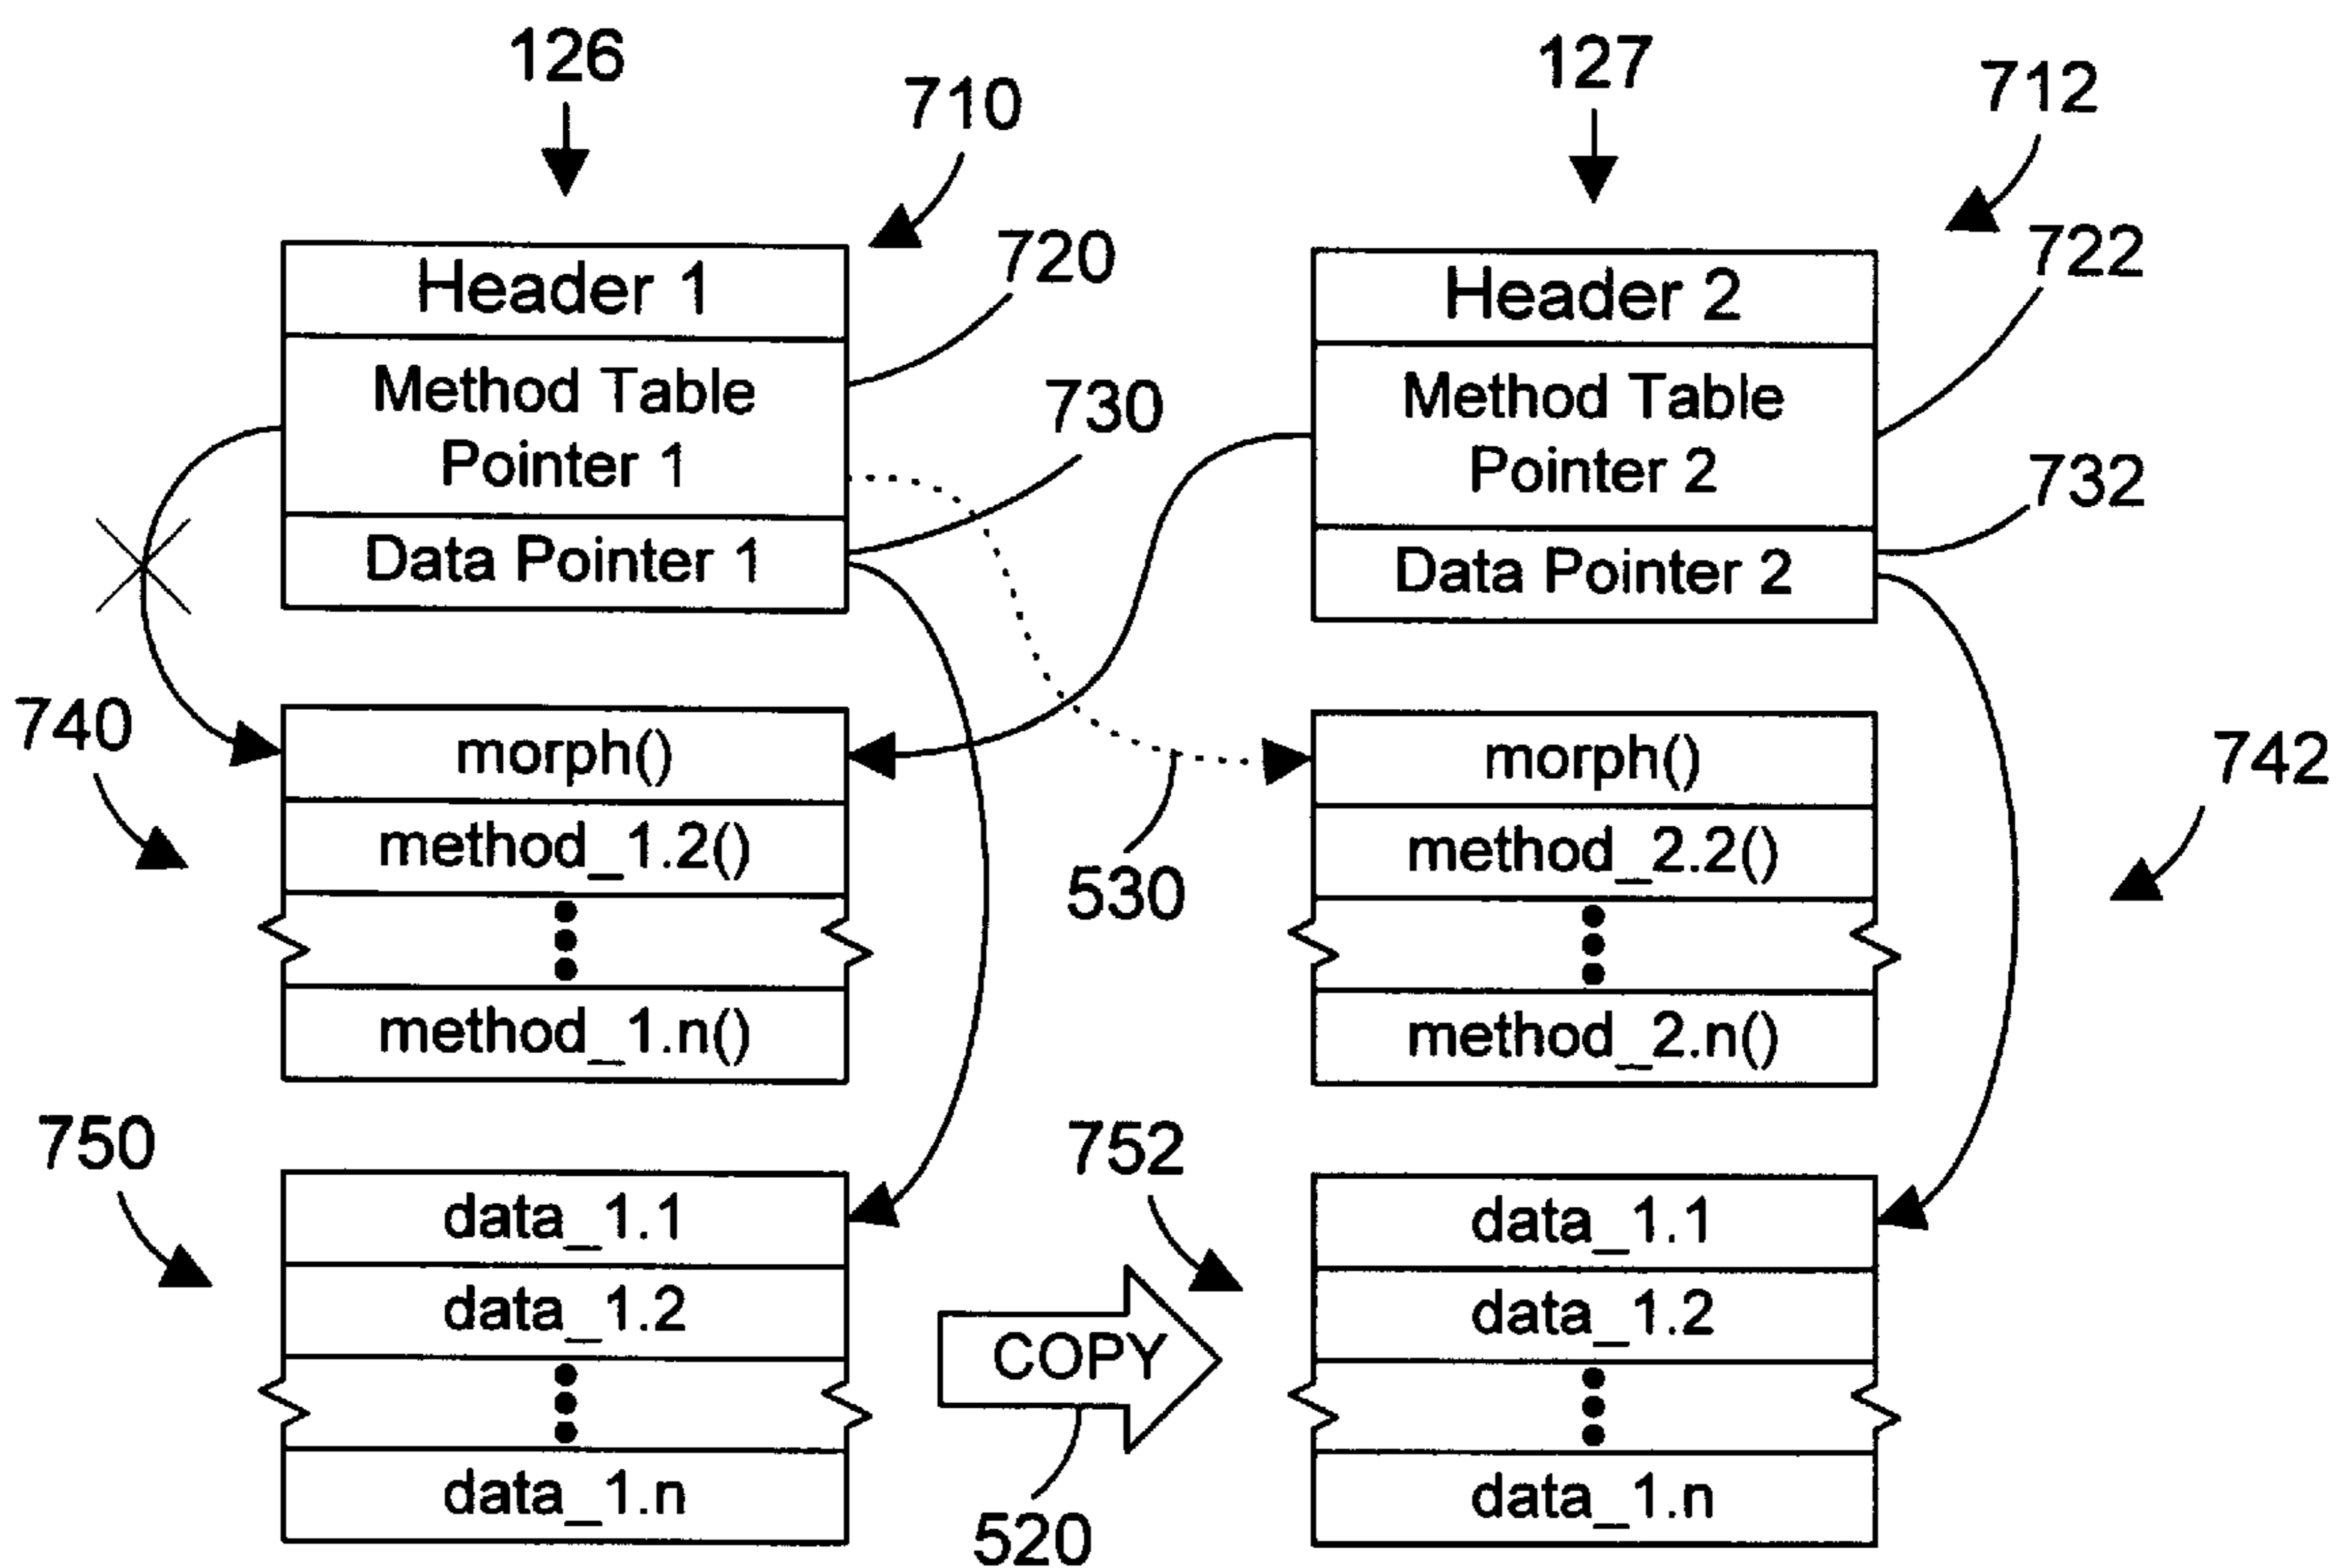 126
127
710
712
720
722
Header 1
Header 2
Method Table
Pointer 1
Method Table
Pointer 2
730
732
Data Pointer 1
Data Pointer 2
740
742
morph()
morph()
method_1.2()
method_2.2()
530
method_1.n()
method_2.n()
750
752
data_1.1
data_1.1
data_1.2
data_1.2
COPY
data_1.n
data_1.n
520